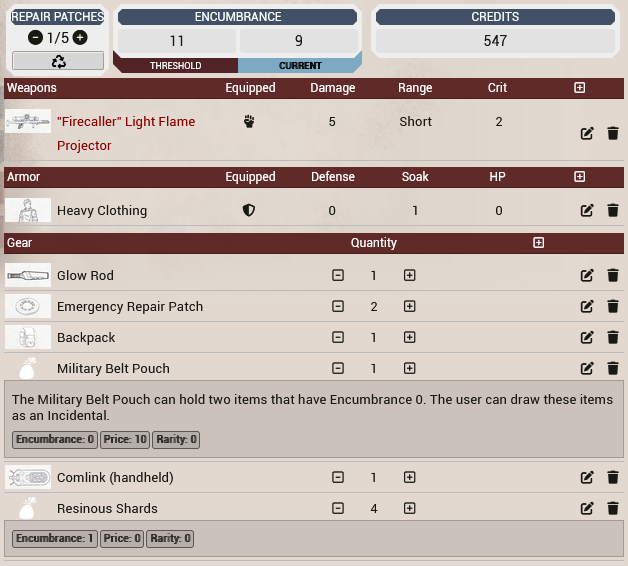 REPAIR PATCHES
1/5
ENCUMBRANCE
11 9
THRESHOLD CURRENT
CREDITS
547
Weapons Equipped Damage Range Crit
"Firecaller" Light Flame
Projector
5 Short 2
Armor Equipped Defense Soak HP
Heavy Clothing 0 1 0
Gear Quantity
Glow Rod 1
Emergency Repair Patch 2
Backpack 1
Military Belt Pouch 1
The Military Belt Pouch can hold two items that have Encumbrance 0. The user can draw these items
as an Incidental.
Encumbrance: 0 Price: 10 Rarity: 0
Comlink (handheld) 1
Resinous Shards 4
Encumbrance: 1 Price: 0 Rarity: 0